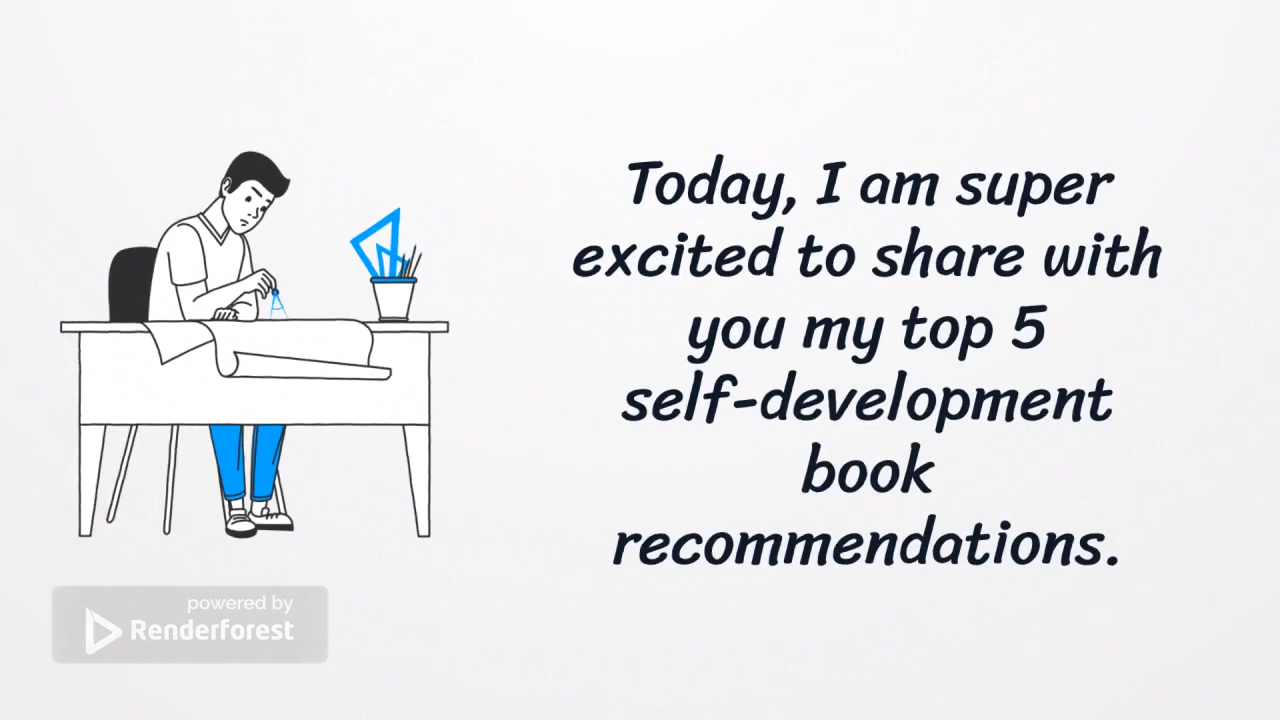 Today, I am super
excited to share with
you my top 5
self-development
book
recommendations.
powered by
Renderforest